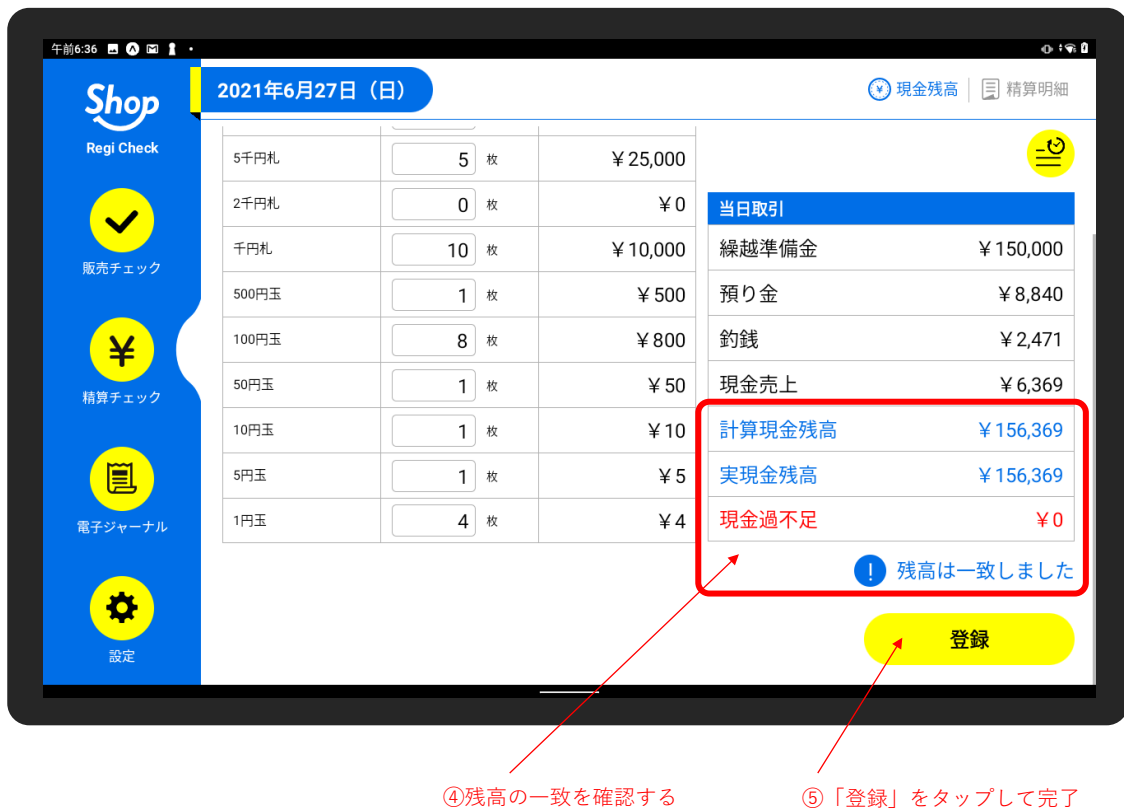 午前6:36
Shop
Regi Check
2021年6月27日（日）
現金残高
精算明細
販売チェック
精算チェック
電子ジャーナル
設定
5千円札 5 枚 ￥25,000
2千円札 0 枚 ￥0
千円札 10 枚 ￥10,000
500円玉 1 枚 ￥500
100円玉 8 枚 ￥800
50円玉 1 枚 ￥50
10円玉 1 枚 ￥10
5円玉 1 枚 ￥5
1円玉 4 枚 ￥4
当日取引
繰越準備金 ￥150,000
預り金 ￥8,840
釣銭 ￥2,471
現金売上 ￥6,369
計算現金残高 ￥156,369
実現金残高 ￥156,369
現金過不足 ￥0
残高は一致しました
登録
④残高の一致を確認する
⑤「登録」をタップして完了